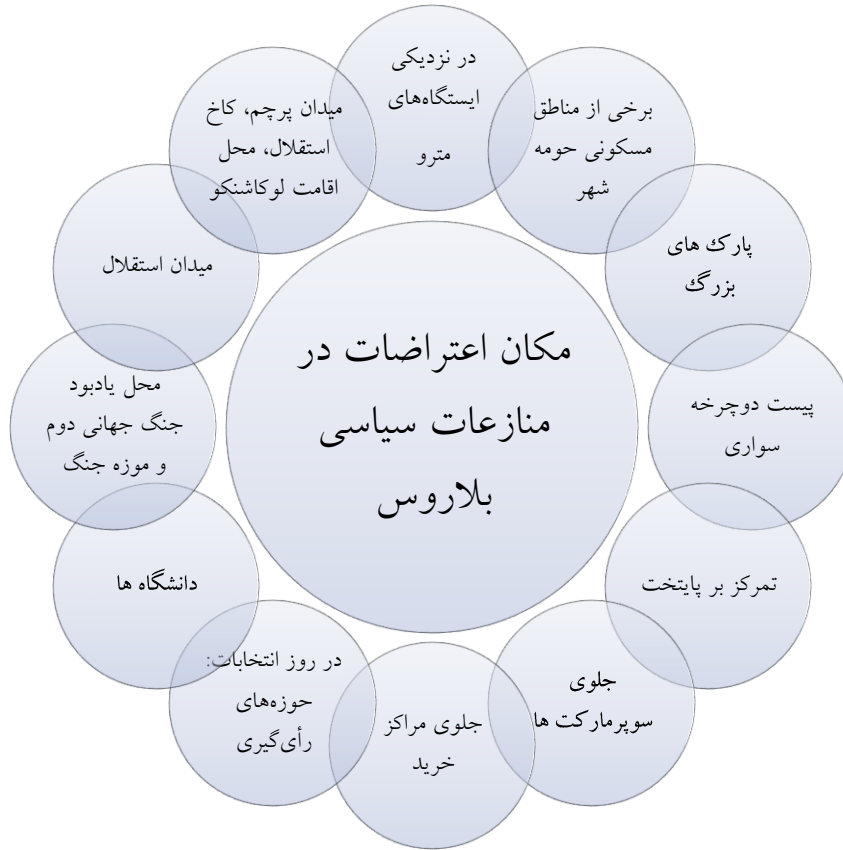 مکان اعتراضات در
منازعات سیاسی
بلاروس
در نزدیکی
ایستگاه‌های
مترو
برخی از مناطق
مسکونی حومه
شهر
پارک های
بزرگ
پیست دوچرخه
سواری
تمرکز بر پایتخت
جلوی
سوپرمارکت ها
جلوی مراکز
خرید
در روز انتخابات:
حوزه‌های
رأی‌گیری
دانشگاه ها
محل یادبود
جنگ جهانی دوم
و موزه جنگ
میدان استقلال
میدان پرچم، کاخ
استقلال، محل
اقامت لوکاشنکو